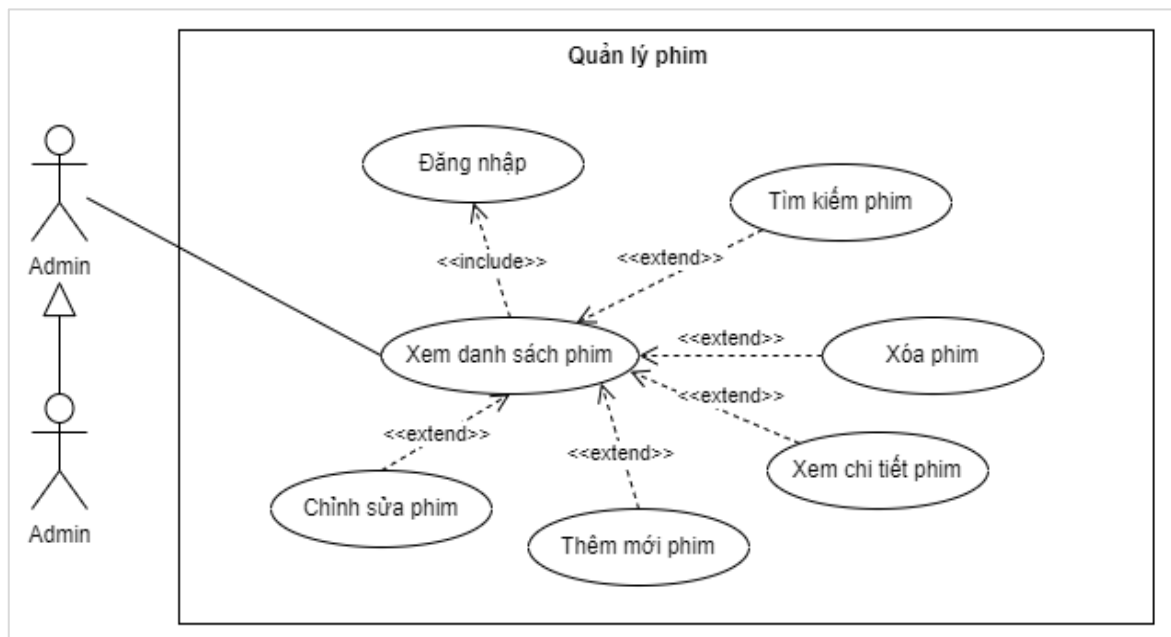 Quản lý phim
Đăng nhập
Tìm kiếm phim
Admin
<<include>>
<<extend>>
Xem danh sách phim
<<extend>>
Xóa phim
<<extend>>
<<extend>>
<<extend>>
Xem chi tiết phim
Chỉnh sửa phim
Thêm mới phim
Admin